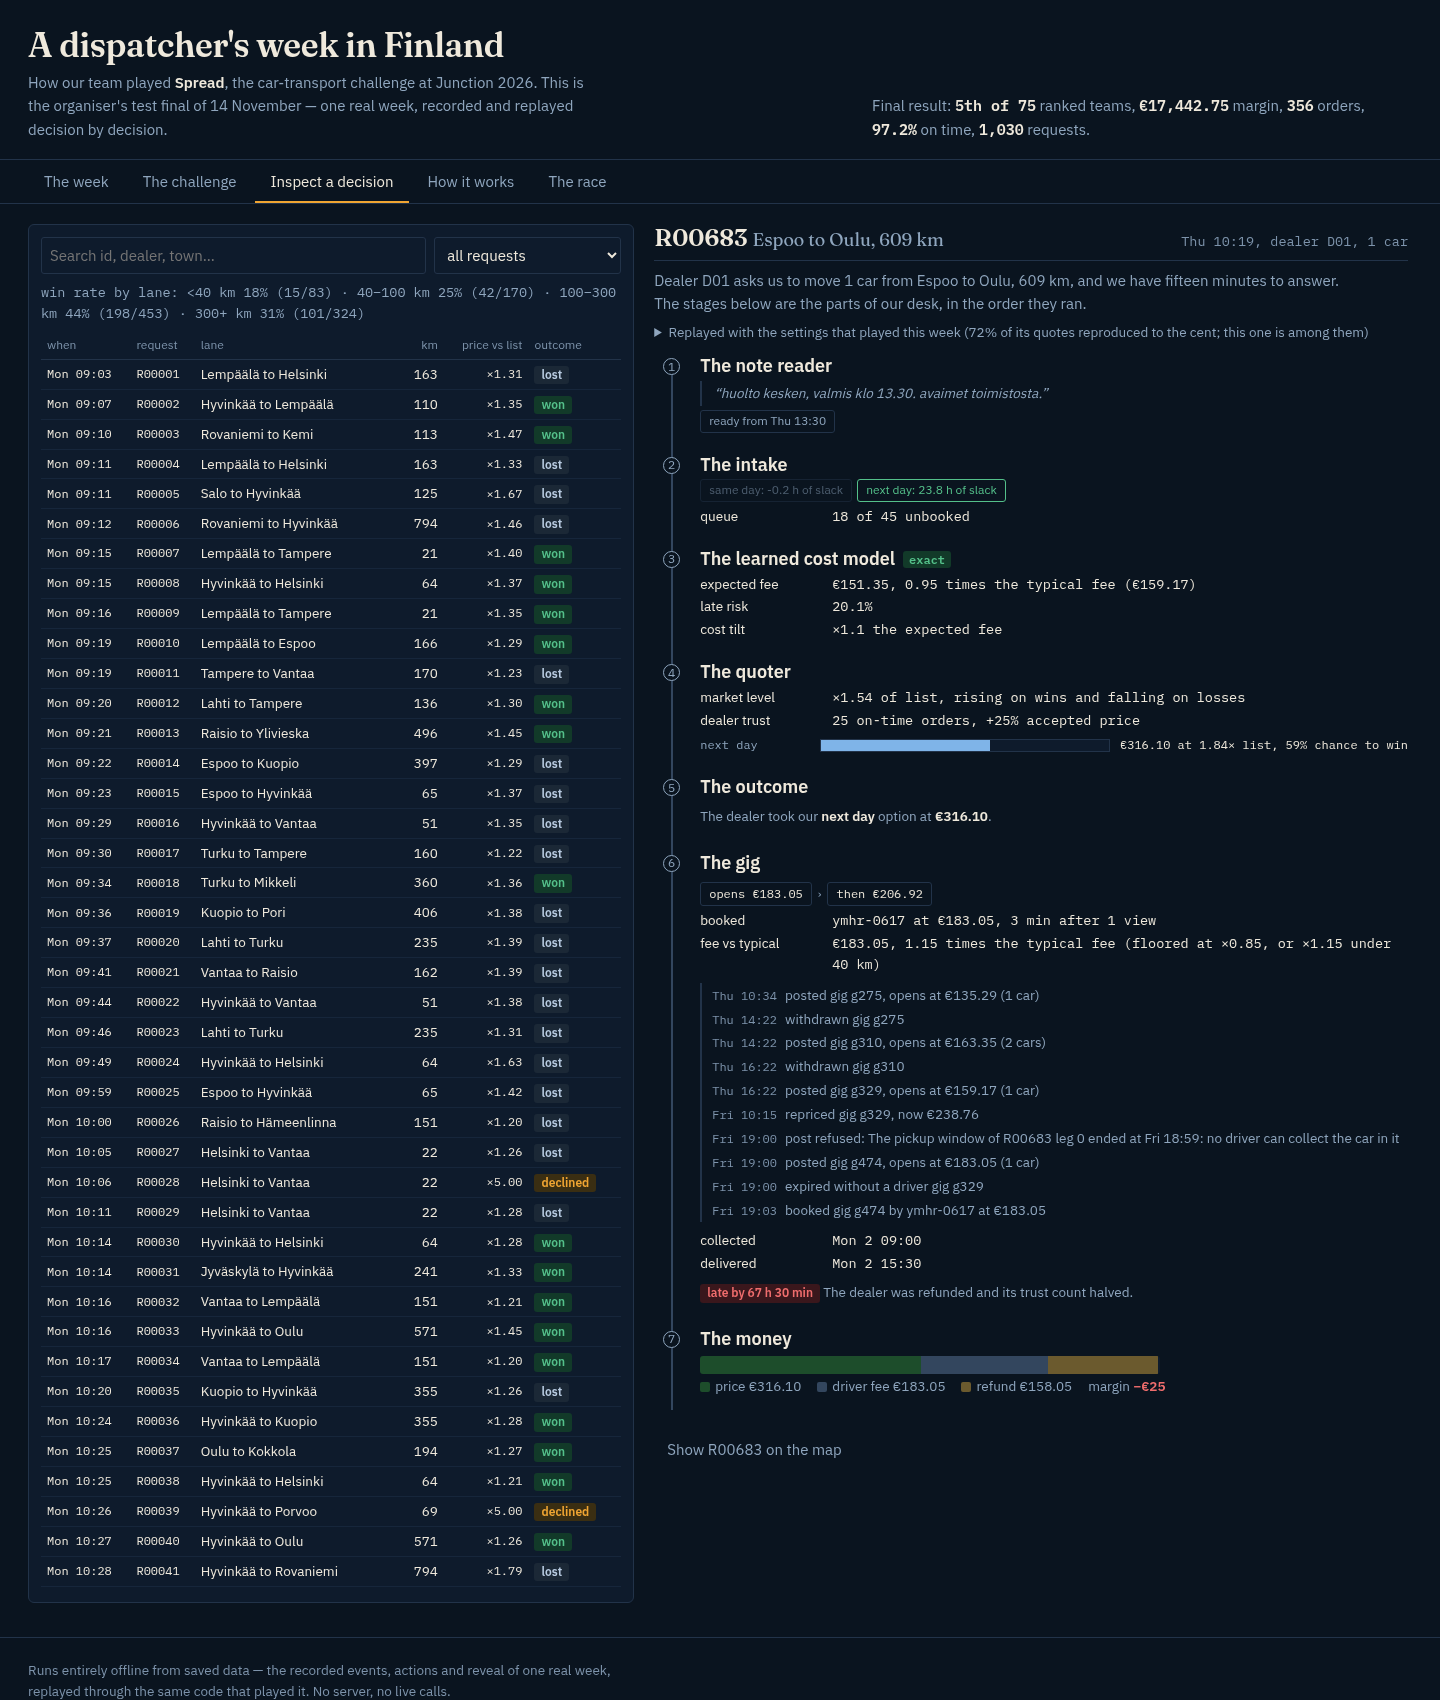 A dispatcher's week in Finland
How our team played Spread, the car-transport challenge at Junction 2026. This is
the organiser's test final of 14 November — one real week, recorded and replayed
decision by decision.
Final result: 5th of 75 ranked teams, €17,442.75 margin, 356 orders,
97.2% on time, 1,030 requests.
The week The challenge Inspect a decision How it works The race
Search id, dealer, town...
all requests
win rate by lane: <40 km 18% (15/83) · 40–100 km 25% (42/170) · 100–300
km 44% (198/453) · 300+ km 31% (101/324)
when request lane km price vs list outcome
Mon 09:03 R00001 Lempäälä to Helsinki 163 ×1.31 lost
Mon 09:07 R00002 Hyvinkää to Lempäälä 110 ×1.35 won
Mon 09:10 R00003 Rovaniemi to Kemi 113 ×1.47 won
Mon 09:11 R00004 Lempäälä to Helsinki 163 ×1.33 lost
Mon 09:11 R00005 Salo to Hyvinkää 125 ×1.67 lost
Mon 09:12 R00006 Rovaniemi to Hyvinkää 794 ×1.46 lost
Mon 09:15 R00007 Lempäälä to Tampere 21 ×1.40 won
Mon 09:15 R00008 Hyvinkää to Helsinki 64 ×1.37 won
Mon 09:16 R00009 Lempäälä to Tampere 21 ×1.35 won
Mon 09:19 R00010 Lempäälä to Espoo 166 ×1.29 won
Mon 09:19 R00011 Tampere to Vantaa 170 ×1.23 lost
Mon 09:20 R00012 Lahti to Tampere 136 ×1.30 won
Mon 09:21 R00013 Raisio to Ylivieska 496 ×1.45 won
Mon 09:22 R00014 Espoo to Kuopio 397 ×1.29 lost
Mon 09:23 R00015 Espoo to Hyvinkää 65 ×1.37 lost
Mon 09:29 R00016 Hyvinkää to Vantaa 51 ×1.35 lost
Mon 09:30 R00017 Turku to Tampere 160 ×1.22 lost
Mon 09:34 R00018 Turku to Mikkeli 360 ×1.36 won
Mon 09:36 R00019 Kuopio to Pori 406 ×1.38 lost
Mon 09:37 R00020 Lahti to Turku 235 ×1.39 lost
Mon 09:41 R00021 Vantaa to Raisio 162 ×1.39 lost
Mon 09:44 R00022 Hyvinkää to Vantaa 51 ×1.38 lost
Mon 09:46 R00023 Lahti to Turku 235 ×1.31 lost
Mon 09:49 R00024 Hyvinkää to Helsinki 64 ×1.63 lost
Mon 09:59 R00025 Espoo to Hyvinkää 65 ×1.42 lost
Mon 10:00 R00026 Raisio to Hämeenlinna 151 ×1.20 lost
Mon 10:05 R00027 Helsinki to Vantaa 22 ×1.26 lost
Mon 10:06 R00028 Helsinki to Vantaa 22 ×5.00 declined
Mon 10:11 R00029 Helsinki to Vantaa 22 ×1.28 lost
Mon 10:14 R00030 Hyvinkää to Helsinki 64 ×1.28 won
Mon 10:14 R00031 Jyväskylä to Hyvinkää 241 ×1.33 won
Mon 10:16 R00032 Vantaa to Lempäälä 151 ×1.21 won
Mon 10:16 R00033 Hyvinkää to Oulu 571 ×1.45 won
Mon 10:17 R00034 Vantaa to Lempäälä 151 ×1.20 won
Mon 10:20 R00035 Kuopio to Hyvinkää 355 ×1.26 lost
Mon 10:24 R00036 Hyvinkää to Kuopio 355 ×1.28 won
Mon 10:25 R00037 Oulu to Kokkola 194 ×1.27 won
Mon 10:25 R00038 Hyvinkää to Helsinki 64 ×1.21 won
Mon 10:26 R00039 Hyvinkää to Porvoo 69 ×5.00 declined
Mon 10:27 R00040 Hyvinkää to Oulu 571 ×1.26 won
Mon 10:28 R00041 Hyvinkää to Rovaniemi 794 ×1.79 lost
R00683 Espoo to Oulu, 609 km Thu 10:19, dealer D01, 1 car
Dealer D01 asks us to move 1 car from Espoo to Oulu, 609 km, and we have fifteen minutes to answer.
The stages below are the parts of our desk, in the order they ran.
▶ Replayed with the settings that played this week (72% of its quotes reproduced to the cent; this one is among them)
1 The note reader
“huolto kesken, valmis klo 13.30. avaimet toimistosta.”
ready from Thu 13:30
2 The intake
same day: -0.2 h of slack next day: 23.8 h of slack
queue 18 of 45 unbooked
3 The learned cost model exact
expected fee €151.35, 0.95 times the typical fee (€159.17)
late risk 20.1%
cost tilt ×1.1 the expected fee
4 The quoter
market level ×1.54 of list, rising on wins and falling on losses
dealer trust 25 on-time orders, +25% accepted price
next day €316.10 at 1.84× list, 59% chance to win
5 The outcome
The dealer took our next day option at €316.10.
6 The gig
opens €183.05 › then €206.92
booked ymhr-0617 at €183.05, 3 min after 1 view
fee vs typical €183.05, 1.15 times the typical fee (floored at ×0.85, or ×1.15 under
40 km)
Thu 10:34 posted gig g275, opens at €135.29 (1 car)
Thu 14:22 withdrawn gig g275
Thu 14:22 posted gig g310, opens at €163.35 (2 cars)
Thu 16:22 withdrawn gig g310
Thu 16:22 posted gig g329, opens at €159.17 (1 car)
Fri 10:15 repriced gig g329, now €238.76
Fri 19:00 post refused: The pickup window of R00683 leg 0 ended at Fri 18:59: no driver can collect the car in it
Fri 19:00 posted gig g474, opens at €183.05 (1 car)
Fri 19:00 expired without a driver gig g329
Fri 19:03 booked gig g474 by ymhr-0617 at €183.05
collected Mon 2 09:00
delivered Mon 2 15:30
late by 67 h 30 min The dealer was refunded and its trust count halved.
7 The money
price €316.10 driver fee €183.05 refund €158.05 margin −€25
Show R00683 on the map
Runs entirely offline from saved data — the recorded events, actions and reveal of one real week,
replayed through the same code that played it. No server, no live calls.